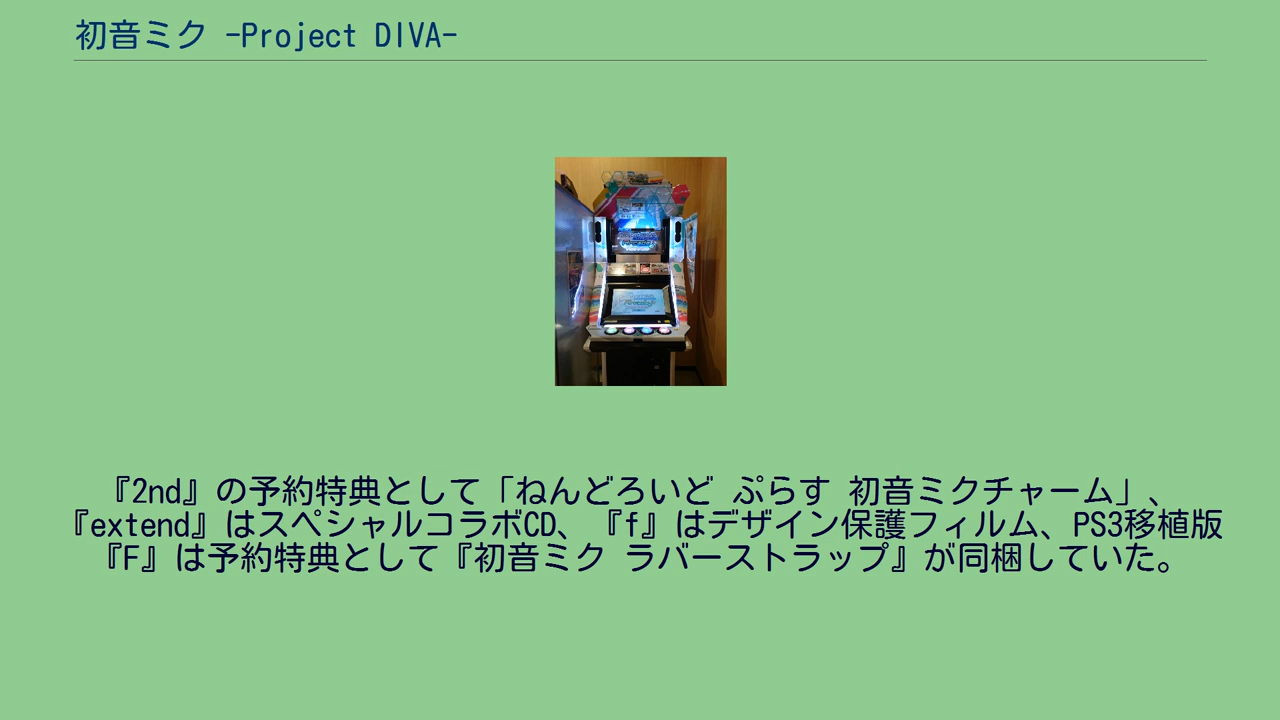 初音ミク -Project DIVA-
『2nd』の予約特典として「ねんどろいど ぷらす 初音ミクチャーム」、
『extend』はスペシャルコラボCD、『f』はデザイン保護フィルム、PS3移植版
『F』は予約特典として『初音ミク ラバーストラップ』が同梱していた。